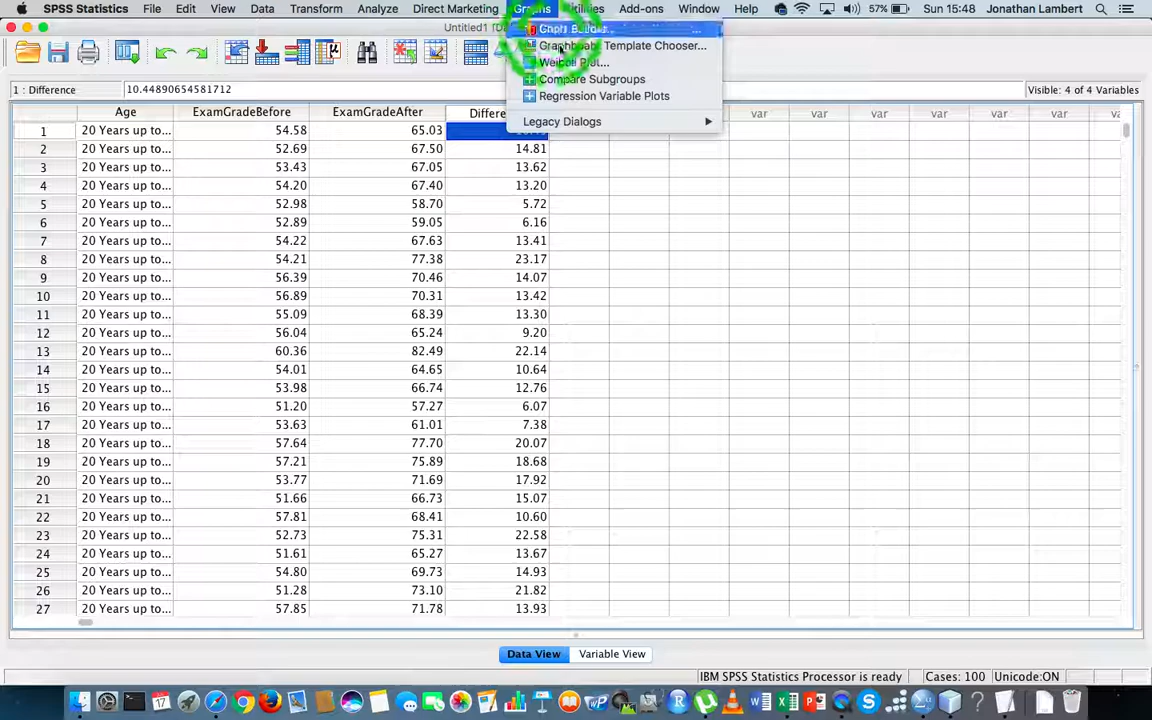 SPSS Statistics File Edit View Data Transform Analyze Direct Marketing Graphs Utilities Add-ons Window Help 57% Sun 15:48 Jonathan Lambert
Untitled1
Template Chooser...
Weibull Plot...
Compare Subgroups
Regression Variable Plots
Legacy Dialogs
1 : Difference 10.44890654581712 Visible: 4 of 4 Variables
Age ExamGradeBefore ExamGradeAfter var var var var var var
1 20 Years up to... 54.58 65.03
2 20 Years up to... 52.69 67.50 14.81
3 20 Years up to... 53.43 67.05 13.62
4 20 Years up to... 54.20 67.40 13.20
5 20 Years up to... 52.98 58.70 5.72
6 20 Years up to... 52.89 59.05 6.16
7 20 Years up to... 54.22 67.63 13.41
8 20 Years up to... 54.21 77.38 23.17
9 20 Years up to... 56.39 70.46 14.07
10 20 Years up to... 56.89 70.31 13.42
11 20 Years up to... 55.09 68.39 13.30
12 20 Years up to... 56.04 65.24 9.20
13 20 Years up to... 60.36 82.49 22.14
14 20 Years up to... 54.01 64.65 10.64
15 20 Years up to... 53.98 66.74 12.76
16 20 Years up to... 51.20 57.27 6.07
17 20 Years up to... 53.63 61.01 7.38
18 20 Years up to... 57.64 77.70 20.07
19 20 Years up to... 57.21 75.89 18.68
20 20 Years up to... 53.77 71.69 17.92
21 20 Years up to... 51.66 66.73 15.07
22 20 Years up to... 57.81 68.41 10.60
23 20 Years up to... 52.73 75.31 22.58
24 20 Years up to... 51.61 65.27 13.67
25 20 Years up to... 54.80 69.73 14.93
26 20 Years up to... 51.28 73.10 21.82
27 20 Years up to... 57.85 71.78 13.93
Data View Variable View
IBM SPSS Statistics Processor is ready Cases: 100 Unicode:ON